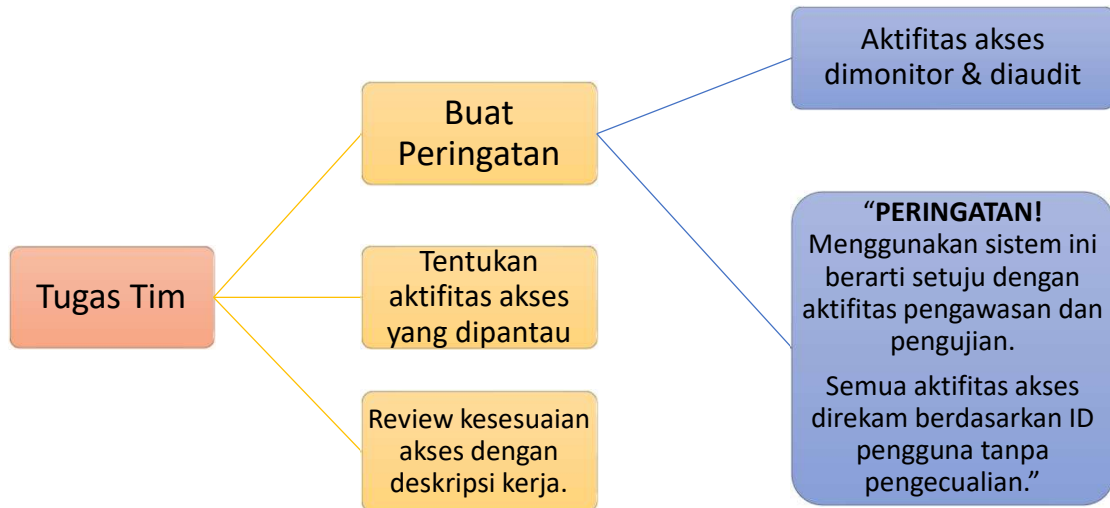 Tugas Tim
Buat
Peringatan
Tentukan
aktifitas akses
yang dipantau
Review kesesuaian
akses dengan
deskripsi kerja.
Aktifitas akses
dimonitor & diaudit
“PERINGATAN!
Menggunakan sistem ini
berarti setuju dengan
aktifitas pengawasan dan
pengujian.
Semua aktifitas akses
direkam berdasarkan ID
pengguna tanpa
pengecualian.”